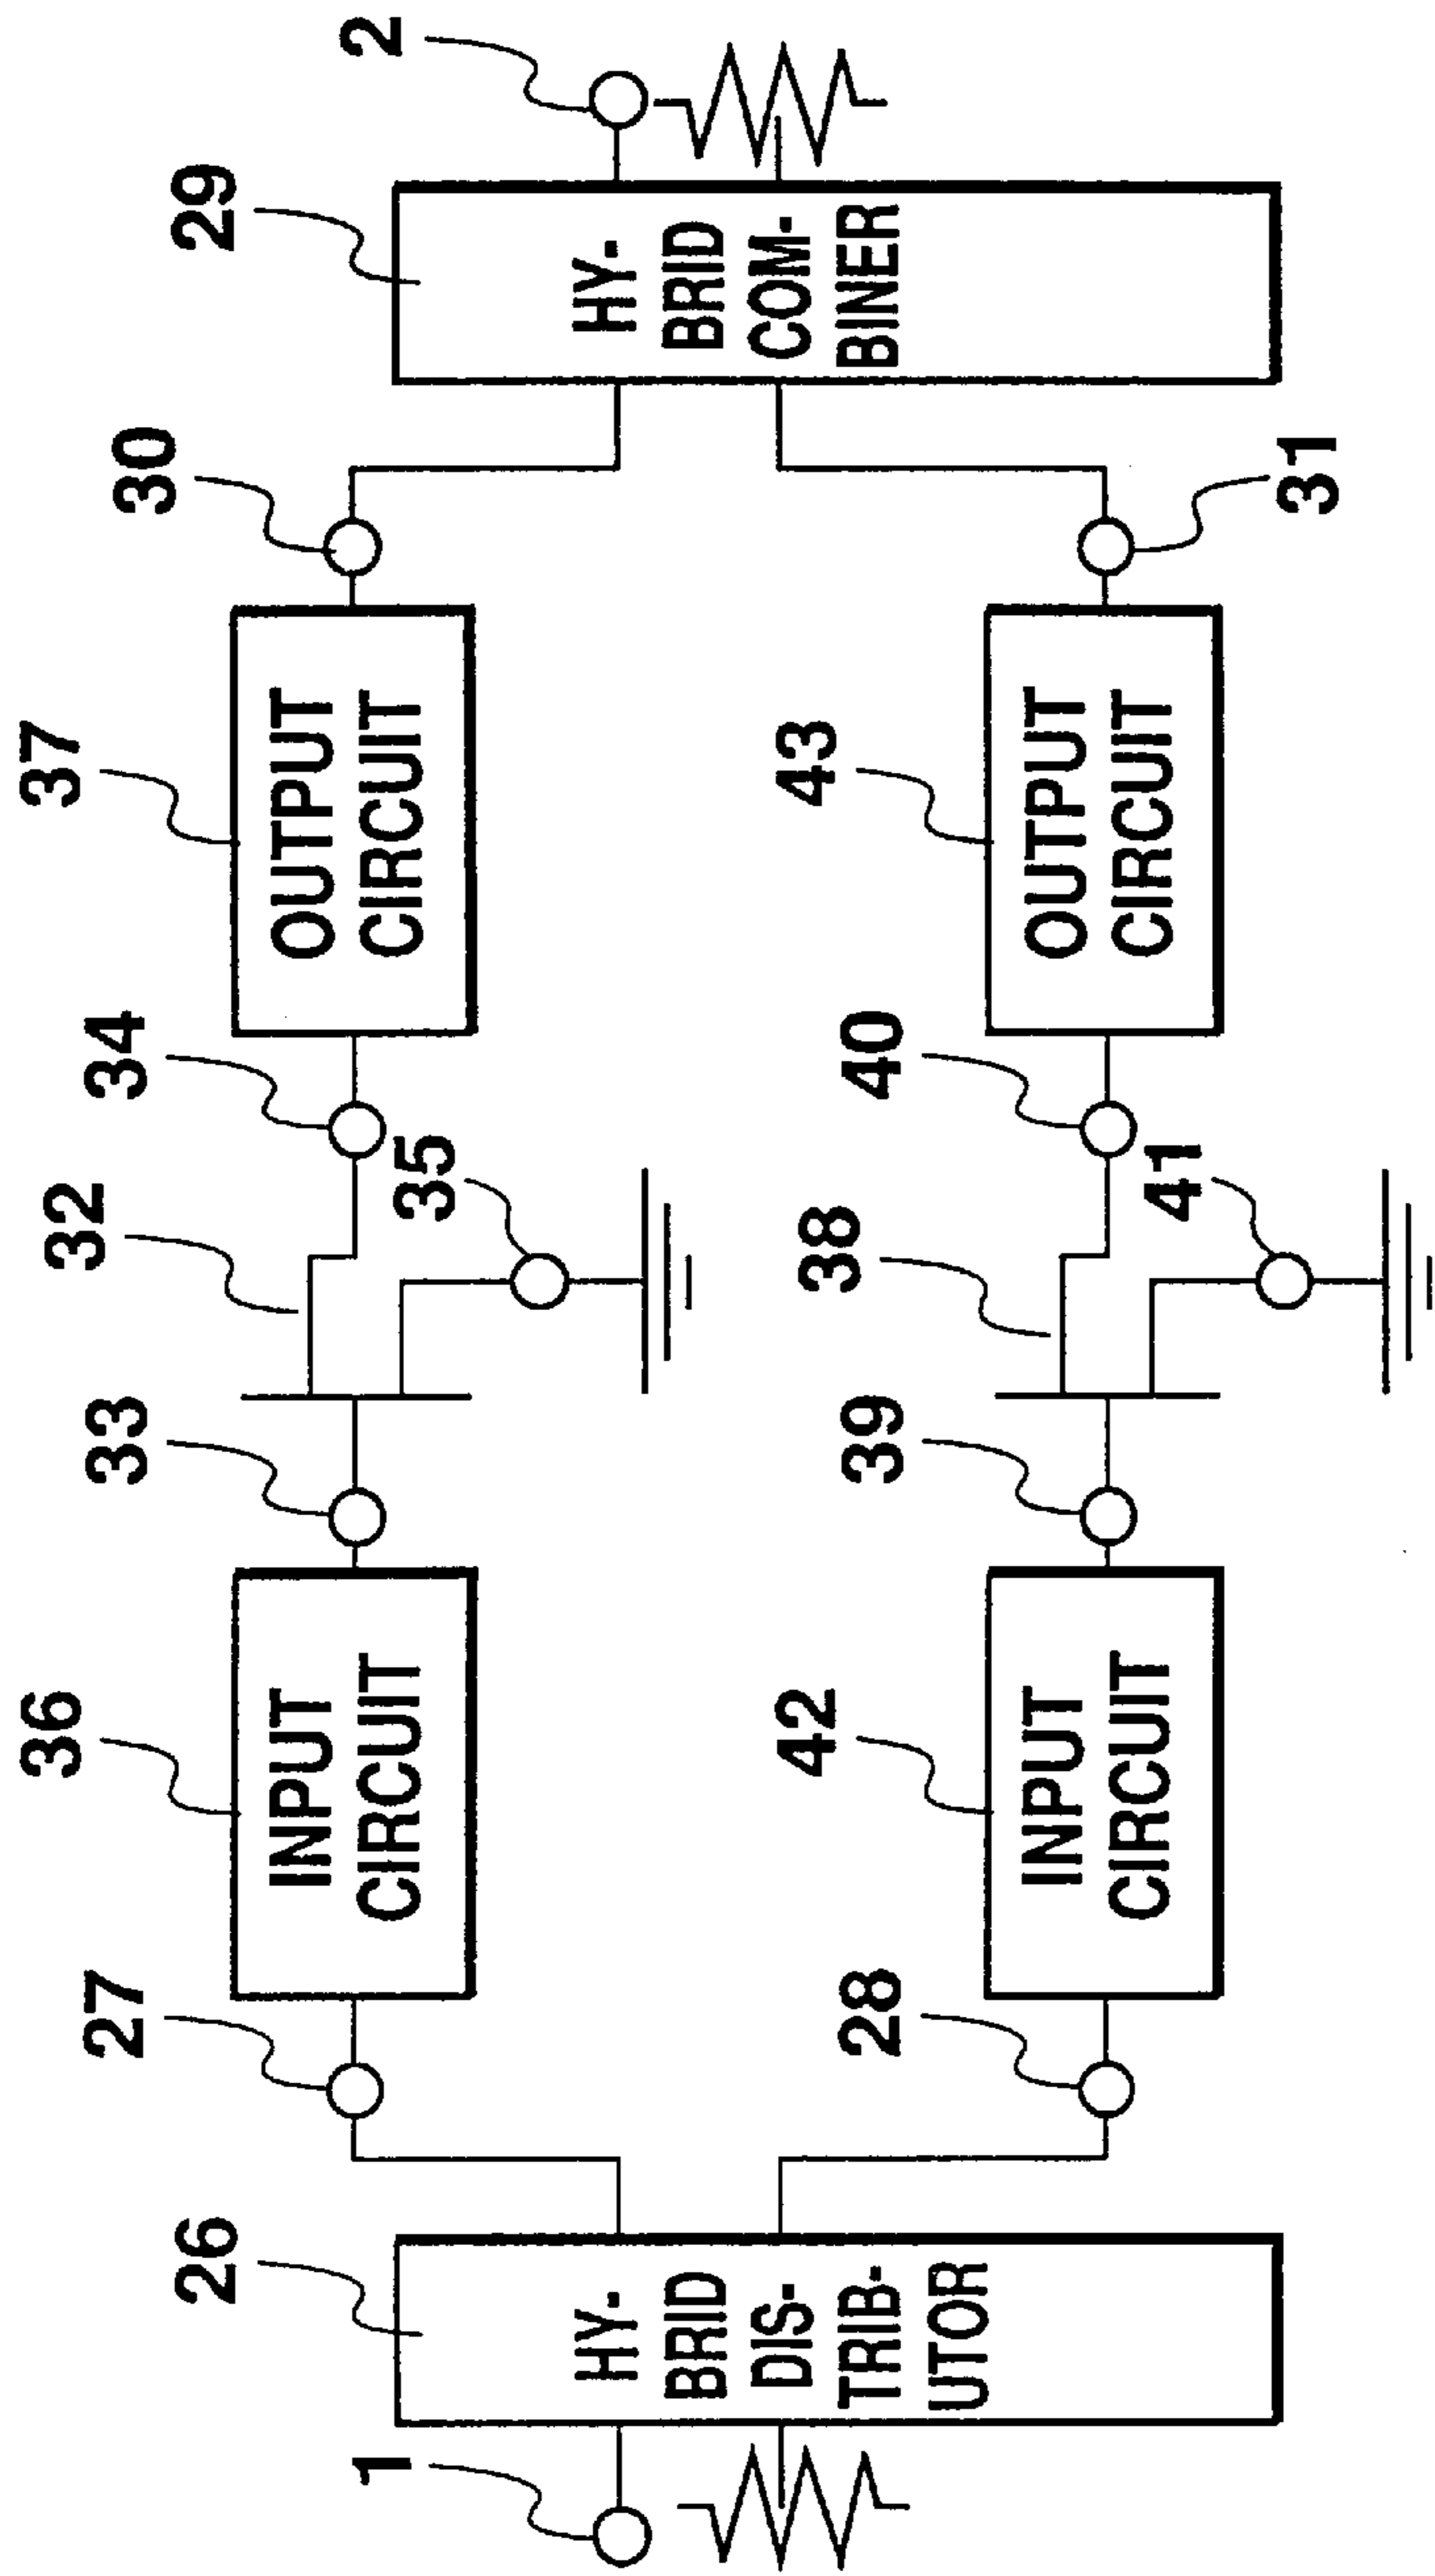 1
26
HY-
BRID
DIS-
TRIB-
UTOR
27
36
INPUT
CIRCUIT
33
32
34
35
37
OUTPUT
CIRCUIT
30
28
42
INPUT
CIRCUIT
39
38
40
41
43
OUTPUT
CIRCUIT
31
29
HY-
BRID
COM-
BINER
2